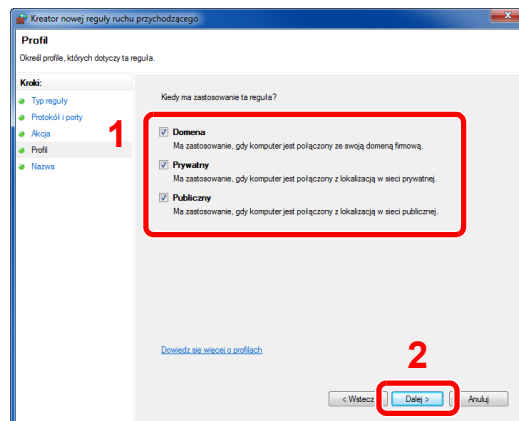 Kreator nowej reguły ruchu przychodzącego
Profil
Określ profile, których dotyczy ta reguła.
Kroki:
Typ reguły
Protokół i porty
Akcja
Profil
Nazwa
1
Kiedy ma zastosowanie ta reguła?
Domena
Ma zastosowanie, gdy komputer jest połączony ze swoją domeną firmową.
Prywatny
Ma zastosowanie, gdy komputer jest połączony z lokalizacją w sieci prywatnej.
Publiczny
Ma zastosowanie, gdy komputer jest połączony z lokalizacją w sieci publicznej.
Dowiedz się więcej o profilach
2
< Wstecz
Dalej >
Anuluj